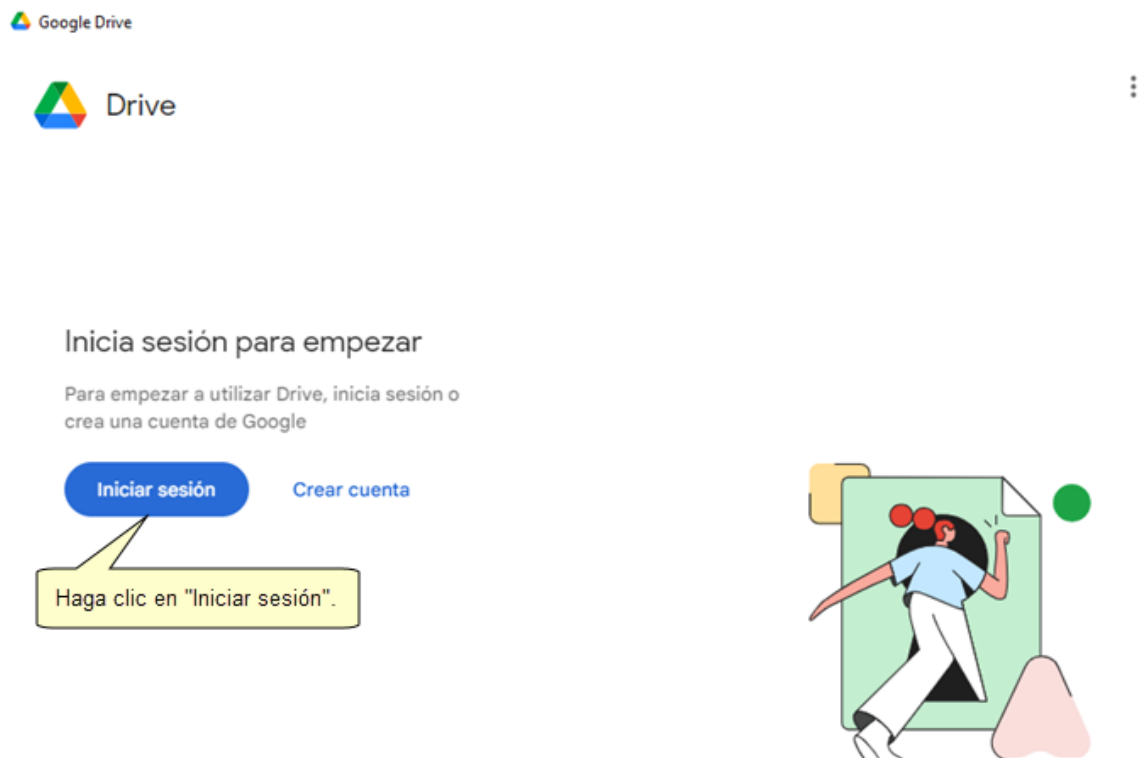 Google Drive
Drive
Inicia sesión para empezar
Para empezar a utilizar Drive, inicia sesión o
crea una cuenta de Google
Iniciar sesión
Crear cuenta
Haga clic en "Iniciar sesión".